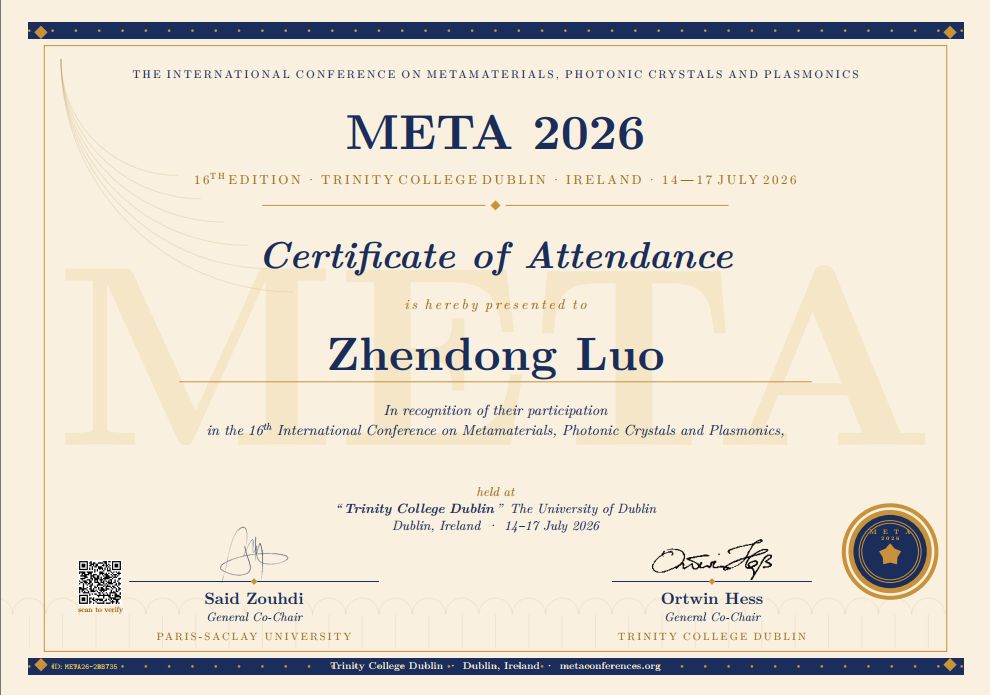 THE INTERNATIONAL CONFERENCE ON METAMATERIALS, PHOTONIC CRYSTALS AND PLASMONICS
META 2026
16TH EDITION · TRINITY COLLEGE DUBLIN · IRELAND · 14—17 JULY 2026
Certificate of Attendance
META
is hereby presented to
Zhendong Luo
In recognition of their participation
in the 16th International Conference on Metamaterials, Photonic Crystals and Plasmonics,
held at
“Trinity College Dublin” The University of Dublin
Dublin, Ireland · 14–17 July 2026
META
2026
scan to verify
Said Zouhdi
General Co-Chair
PARIS-SACLAY UNIVERSITY
Ortwin Hess
General Co-Chair
TRINITY COLLEGE DUBLIN
Trinity College Dublin · Dublin, Ireland · metaconferences.org